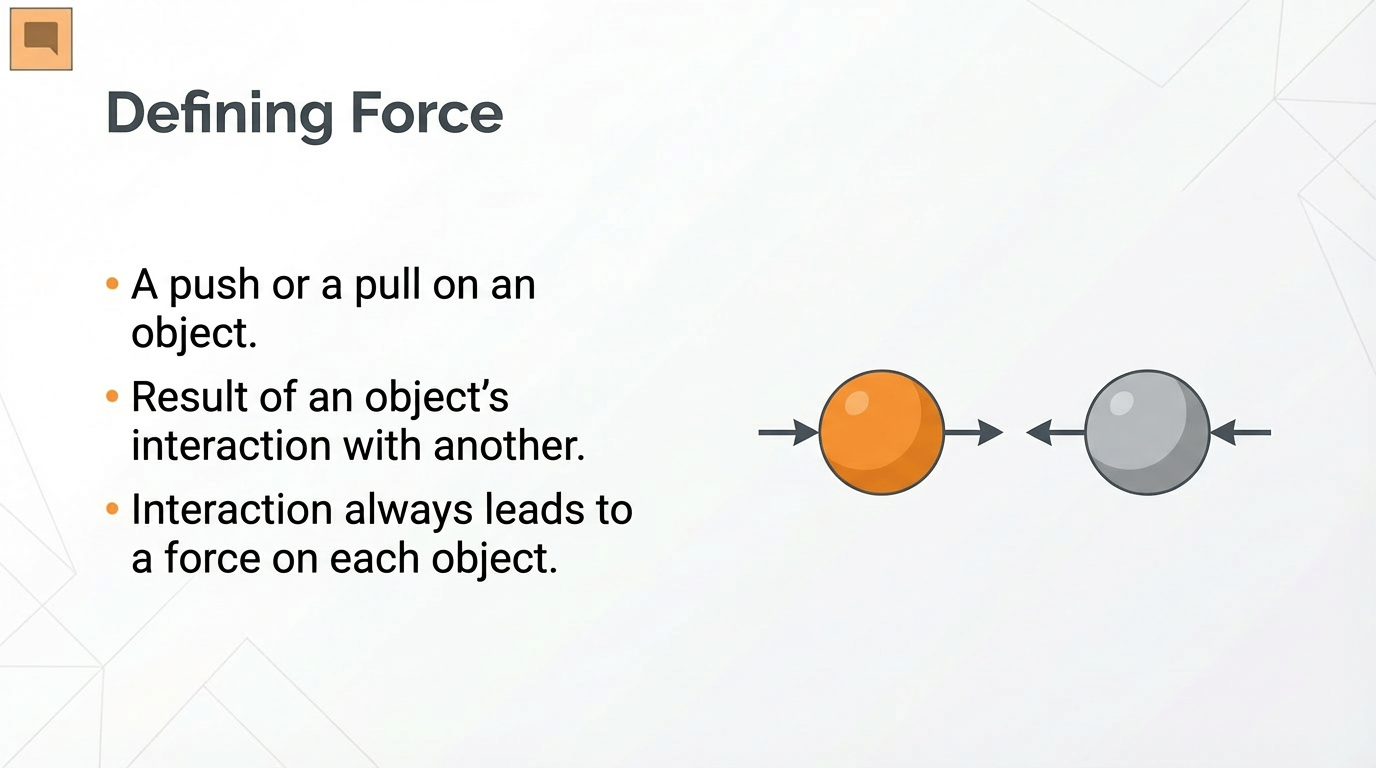 Defining Force
• A push or a pull on an
object.
• Result of an object’s
interaction with another.
• Interaction always leads to
a force on each object.